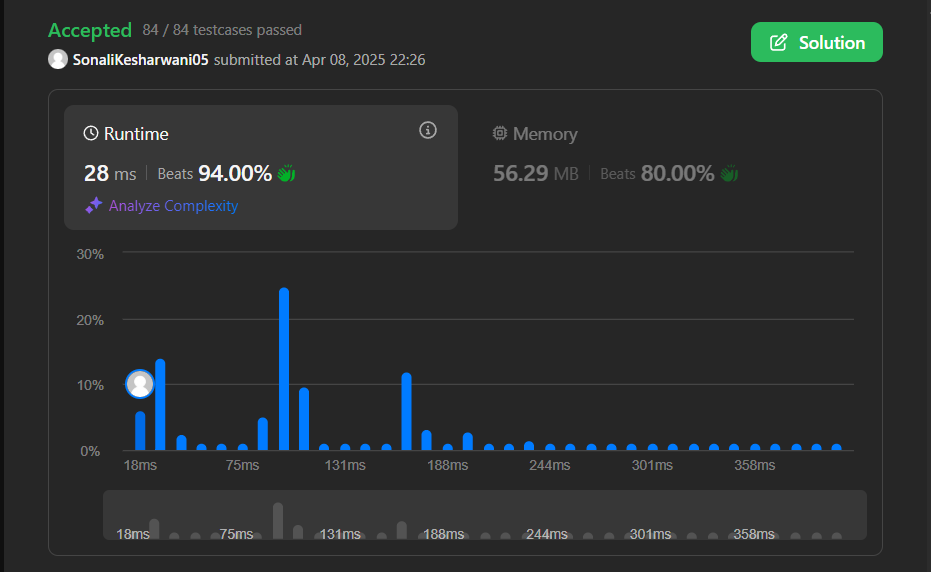 Accepted 84 / 84 testcases passed
SonaliKesharwani05 submitted at Apr 08, 2025 22:26
Solution
Runtime
28 ms Beats 94.00%
Analyze Complexity
Memory
56.29 MB Beats 80.00%
30%
20%
10%
0%
18ms 75ms 131ms 188ms 244ms 301ms 358ms
18ms 75ms 131ms 188ms 244ms 301ms 358ms